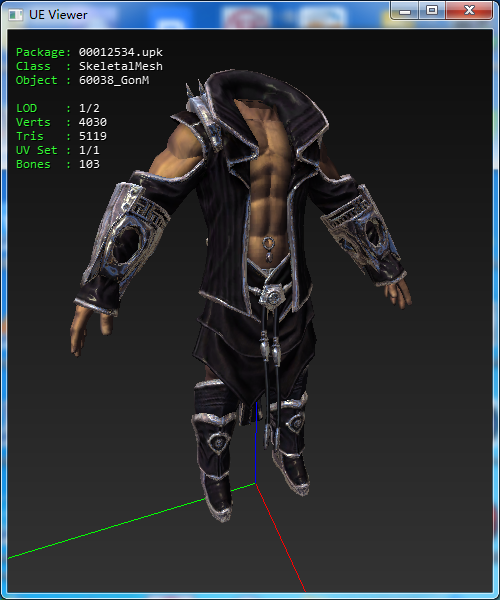 UE Viewer
Package: 00012534.upk
Class : SkeletalMesh
Object : 60038_GonM
LOD : 1/2
Verts : 4030
Tris : 5119
UV Set : 1/1
Bones : 103